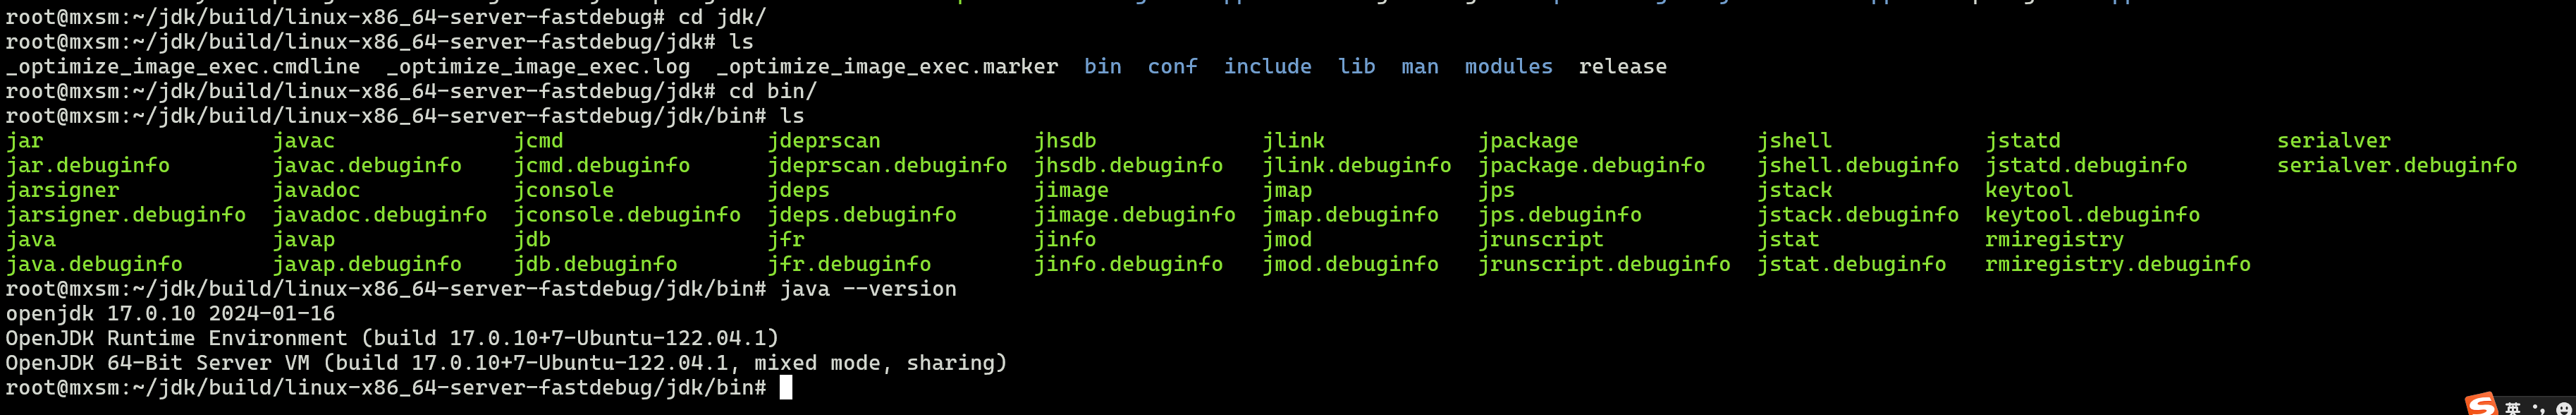 root@mxsm:~/jdk/build/linux-x86_64-server-fastdebug# cd jdk/
root@mxsm:~/jdk/build/linux-x86_64-server-fastdebug/jdk# ls
_optimize_image_exec.cmdline  _optimize_image_exec.log  _optimize_image_exec.marker  bin  conf  include  lib  man  modules  release
root@mxsm:~/jdk/build/linux-x86_64-server-fastdebug/jdk# cd bin/
root@mxsm:~/jdk/build/linux-x86_64-server-fastdebug/jdk/bin# ls
jar  javac  jcmd  jdeprscan  jhsdb  jlink  jpackage  jshell  jstatd  serialver
jar.debuginfo  javac.debuginfo  jcmd.debuginfo  jdeprscan.debuginfo  jhsdb.debuginfo  jlink.debuginfo  jpackage.debuginfo  jshell.debuginfo  jstatd.debuginfo  serialver.debuginfo
jarsigner  javadoc  jconsole  jdeps  jimage  jmap  jps  jstack  keytool
jarsigner.debuginfo  javadoc.debuginfo  jconsole.debuginfo  jdeps.debuginfo  jimage.debuginfo  jmap.debuginfo  jps.debuginfo  jstack.debuginfo  keytool.debuginfo
java  javap  jdb  jfr  jinfo  jmod  jrunscript  jstat  rmiregistry
java.debuginfo  javap.debuginfo  jdb.debuginfo  jfr.debuginfo  jinfo.debuginfo  jmod.debuginfo  jrunscript.debuginfo  jstat.debuginfo  rmiregistry.debuginfo
root@mxsm:~/jdk/build/linux-x86_64-server-fastdebug/jdk/bin# java --version
openjdk 17.0.10 2024-01-16
OpenJDK Runtime Environment (build 17.0.10+7-Ubuntu-122.04.1)
OpenJDK 64-Bit Server VM (build 17.0.10+7-Ubuntu-122.04.1, mixed mode, sharing)
root@mxsm:~/jdk/build/linux-x86_64-server-fastdebug/jdk/bin#
S 英